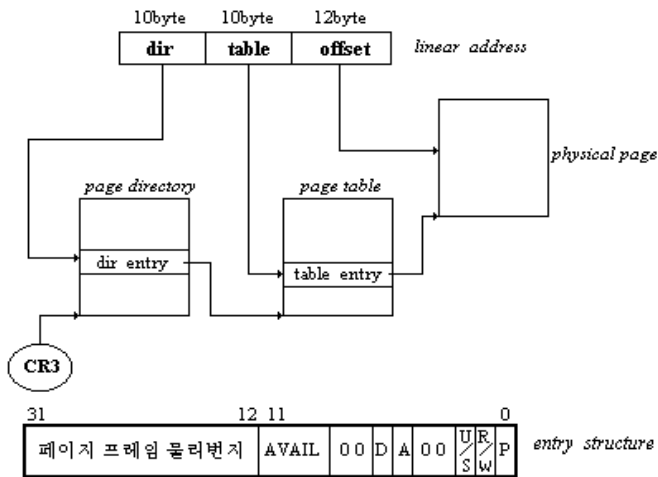 10byte 10byte 12byte
dir table offset linear address
physical page
page directory page table
dir entry table entry
CR3
31 12 11 0
페이지 프레임 물리번지 AVAIL 0 0 D A 0 0 U/S R/W P entry structure